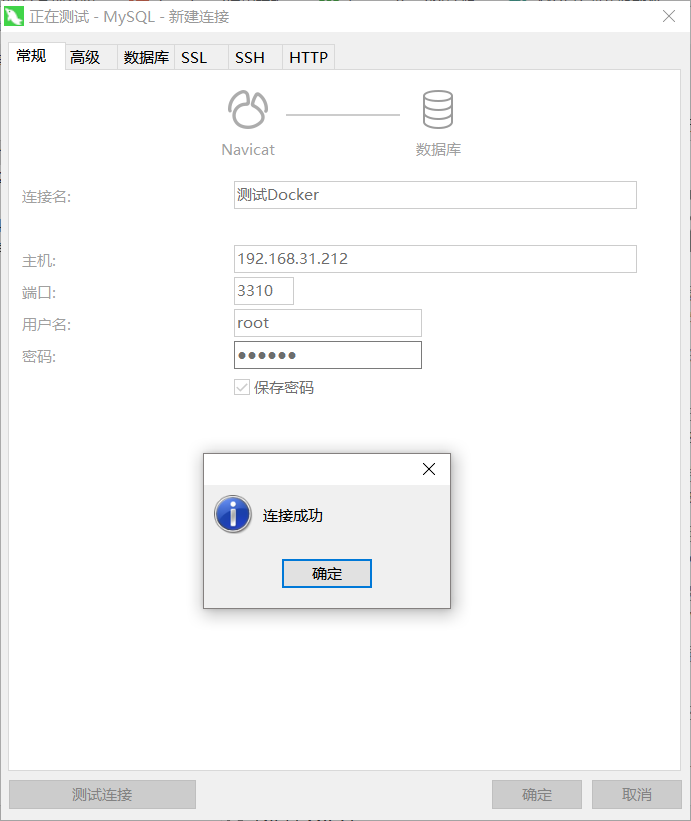 正在测试 - MySQL - 新建连接
常规 高级 数据库 SSL SSH HTTP
Navicat 数据库
连接名: 测试Docker
主机: 192.168.31.212
端口: 3310
用户名: root
密码: ●●●●●●
保存密码
连接成功
确定
测试连接 确定 取消